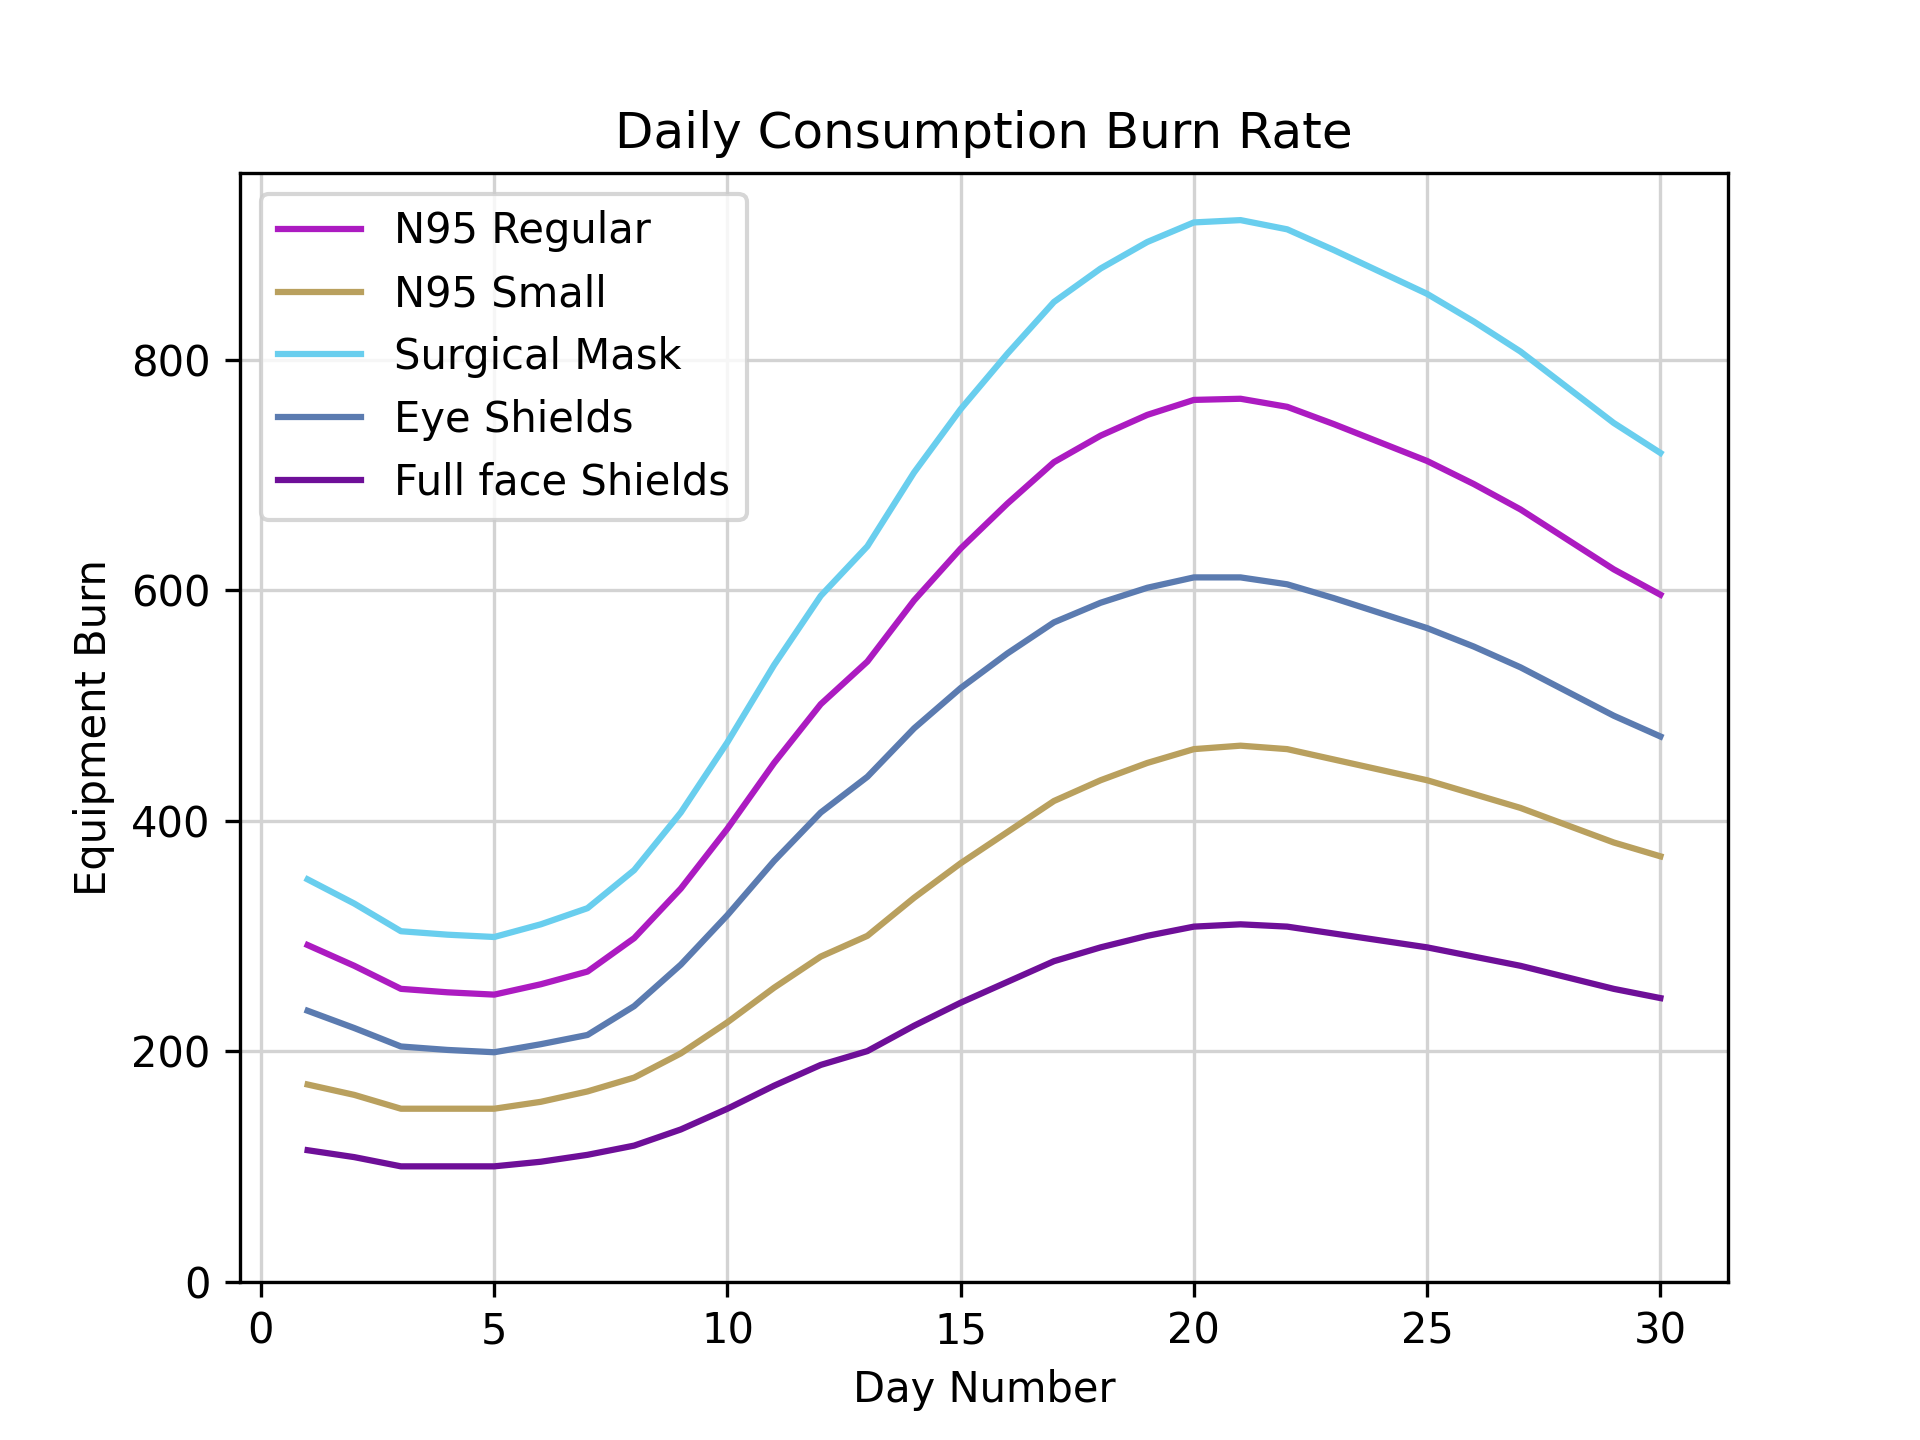 Daily Consumption Burn Rate
N95 Regular
N95 Small
Surgical Mask
Eye Shields
Full face Shields
Equipment Burn
800
600
400
200
0
0 5 10 15 20 25 30
Day Number